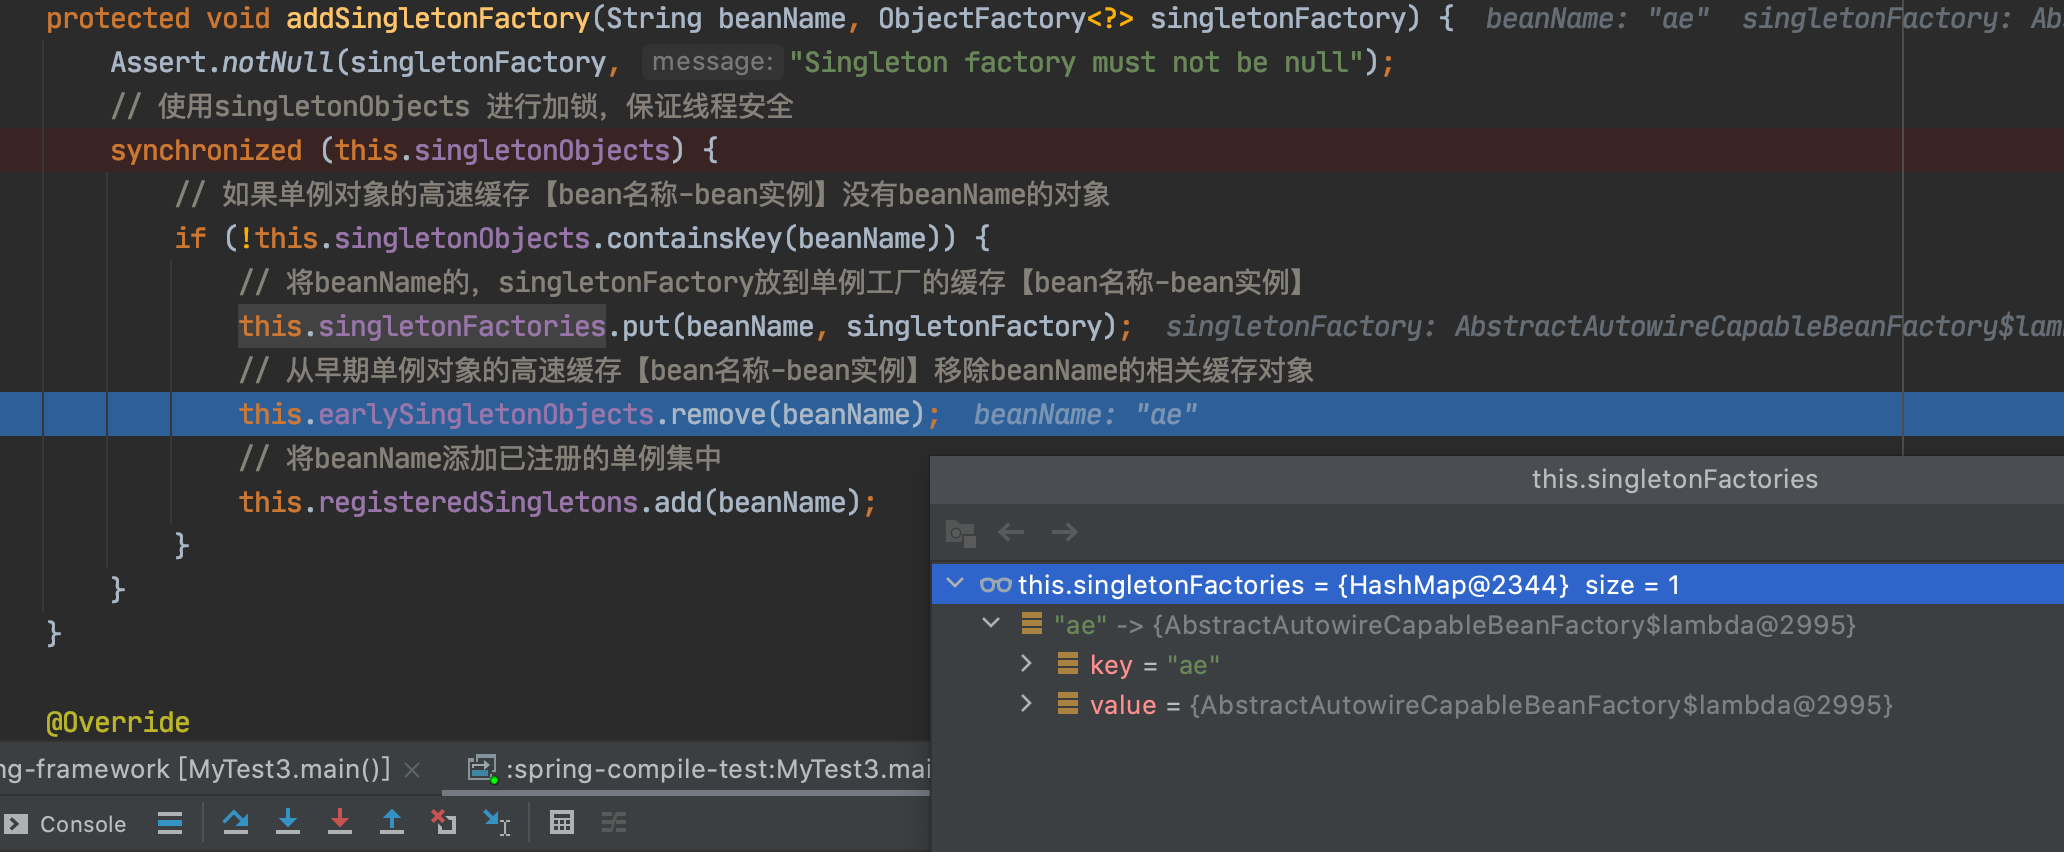 protected void addSingletonFactory(String beanName, ObjectFactory<?> singletonFactory) {  beanName: "ae"  singletonFactory: Ab
Assert.notNull(singletonFactory, message: "Singleton factory must not be null");
// 使用singletonObjects 进行加锁，保证线程安全
synchronized (this.singletonObjects) {
// 如果单例对象的高速缓存【bean名称-bean实例】没有beanName的对象
if (!this.singletonObjects.containsKey(beanName)) {
// 将beanName的，singletonFactory放到单例工厂的缓存【bean名称-bean实例】
this.singletonFactories.put(beanName, singletonFactory);  singletonFactory: AbstractAutowireCapableBeanFactory$lam
// 从早期单例对象的高速缓存【bean名称-bean实例】移除beanName的相关缓存对象
this.earlySingletonObjects.remove(beanName);  beanName: "ae"
// 将beanName添加已注册的单例集中
this.registeredSingletons.add(beanName);
}
}
}
@Override
this.singletonFactories
this.singletonFactories = {HashMap@2344}  size = 1
"ae" -> {AbstractAutowireCapableBeanFactory$lambda@2995}
key = "ae"
value = {AbstractAutowireCapableBeanFactory$lambda@2995}
ng-framework [MyTest3.main()]  :spring-compile-test:MyTest3.mai
Console